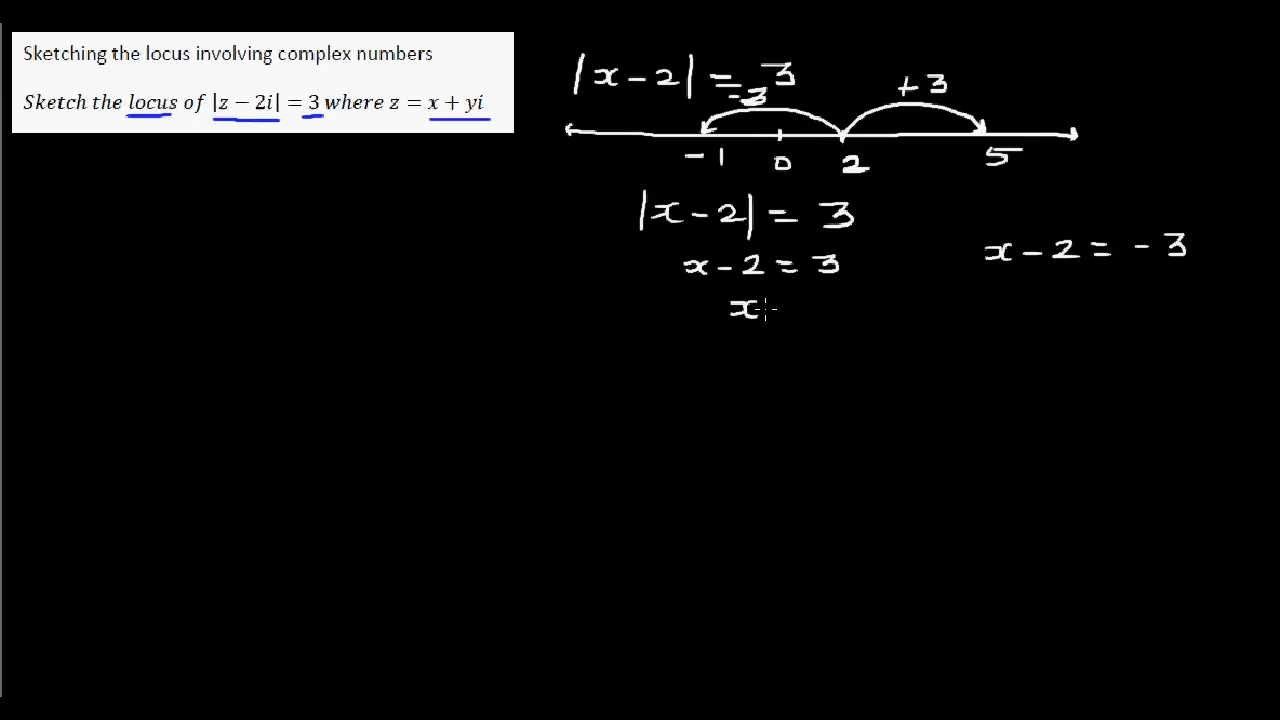 Sketching the locus involving complex numbers
Sketch the locus of |z − 2i| = 3 where z = x + yi
|x - 2| = 3
-3 +3
-1 0 2 5
|x - 2| = 3
x - 2 = 3
x - 2 = - 3
x